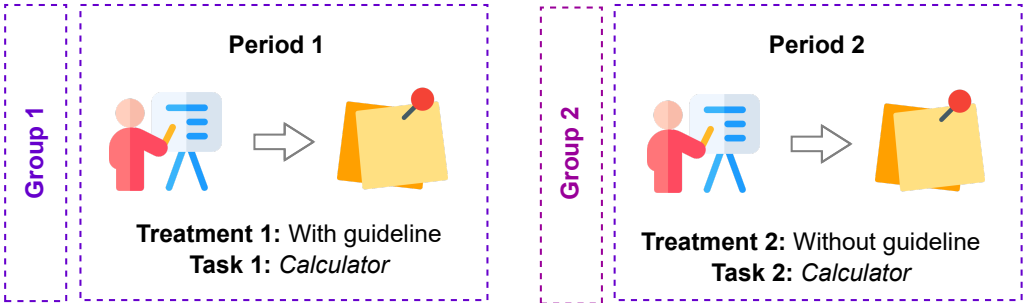 Group 1
Period 1
Treatment 1: With guideline
Task 1: Calculator
Group 2
Period 2
Treatment 2: Without guideline
Task 2: Calculator